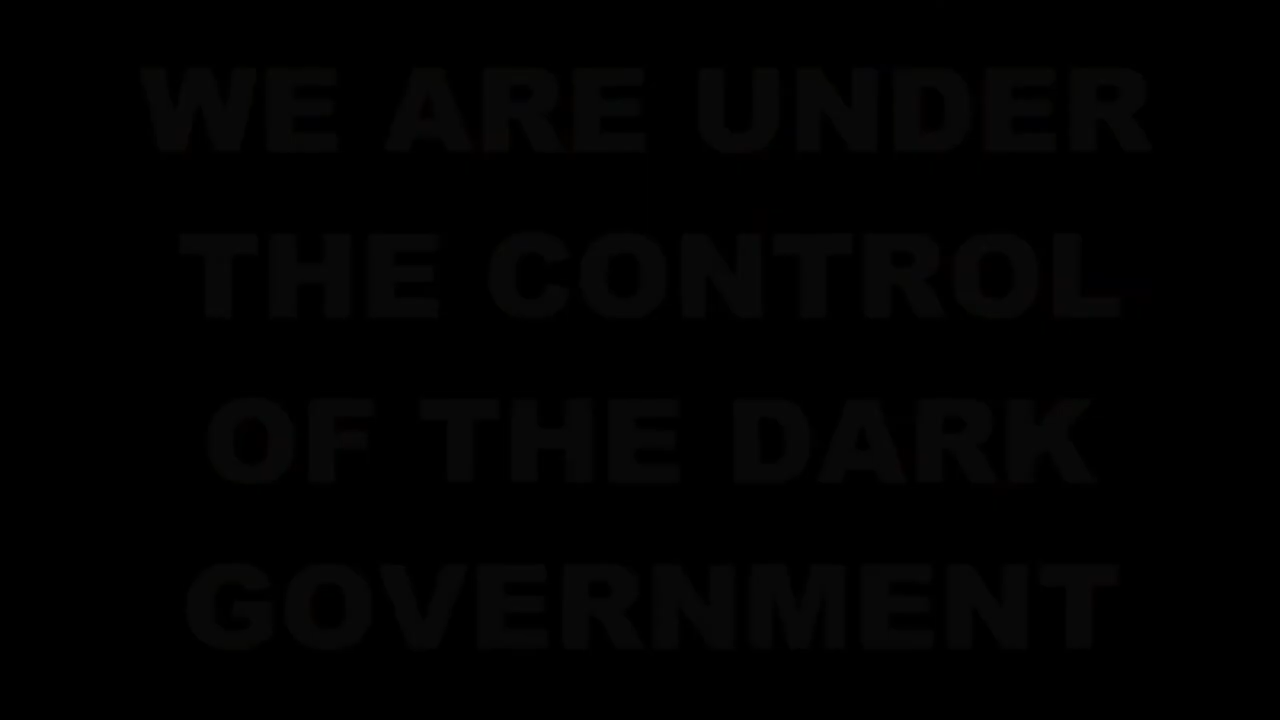 WE ARE UNDER
THE CONTROL
OF THE DARK
GOVERNMENT